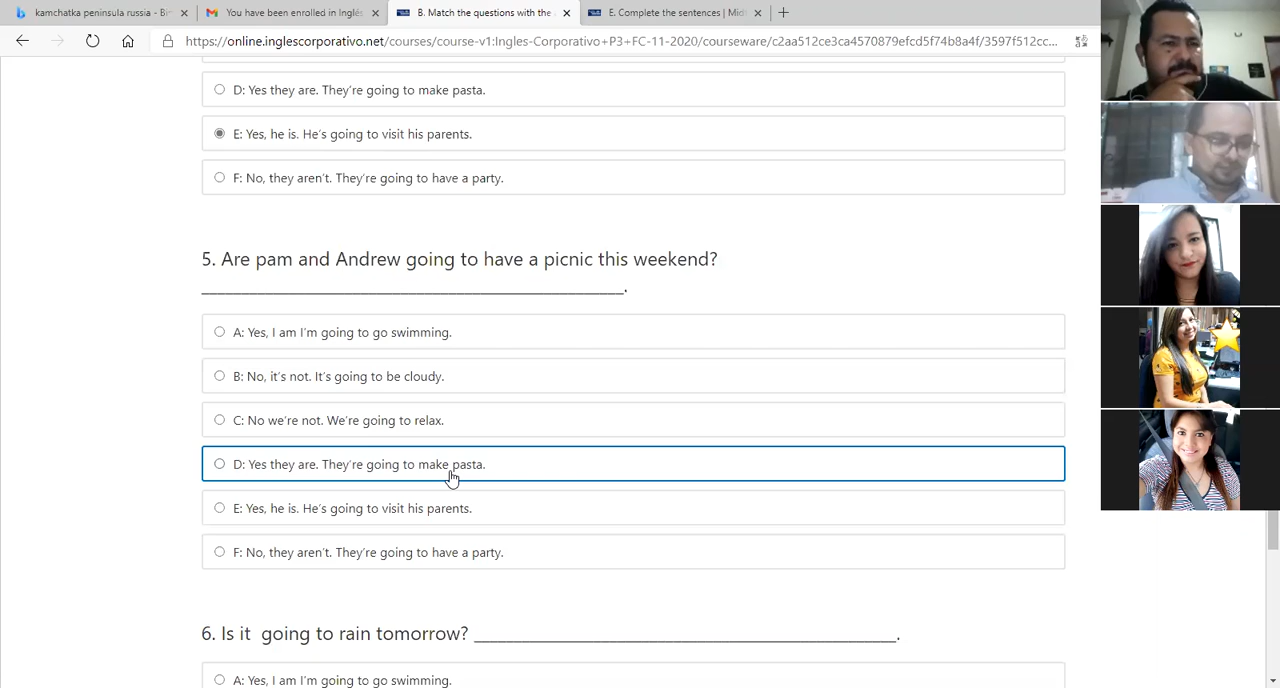 kamchatka peninsula russia - Bi
You have been enrolled in Inglés
B. Match the questions with the
E. Complete the sentences | Mid
https://online.inglescorporativo.net/courses/course-v1:Ingles-Corporativo+P3+FC-11-2020/courseware/c2aa512ce3ca4570879efcd5f74b8a4f/3597f512cc...
D: Yes they are. They're going to make pasta.
E: Yes, he is. He's going to visit his parents.
F: No, they aren't. They're going to have a party.
5. Are pam and Andrew going to have a picnic this weekend?
____________________________________________.
A: Yes, I am I'm going to go swimming.
B: No, it's not. It's going to be cloudy.
C: No we're not. We're going to relax.
D: Yes they are. They're going to make pasta.
E: Yes, he is. He's going to visit his parents.
F: No, they aren't. They're going to have a party.
6. Is it going to rain tomorrow? ____________________________________________.
A: Yes, I am I'm going to go swimming.